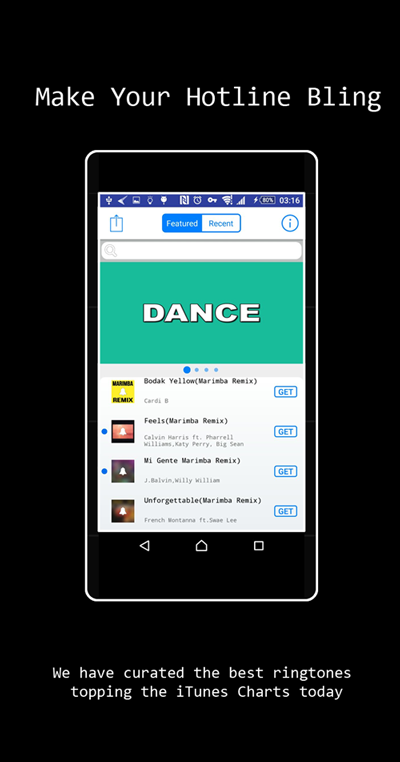 Make Your Hotline Bling
80% 03:16
Featured Recent
DANCE
MARIMBA
REMIX
Bodak Yellow(Marimba Remix)
Cardi B
GET
Feels(Marimba Remix)
Calvin Harris ft. Pharrell
Williams,Katy Perry, Big Sean
GET
Mi Gente Marimba Remix)
J.Balvin,Willy William
GET
Unforgettable(Marimba Remix)
French Montanna ft.Swae Lee
GET
We have curated the best ringtones
topping the iTunes Charts today